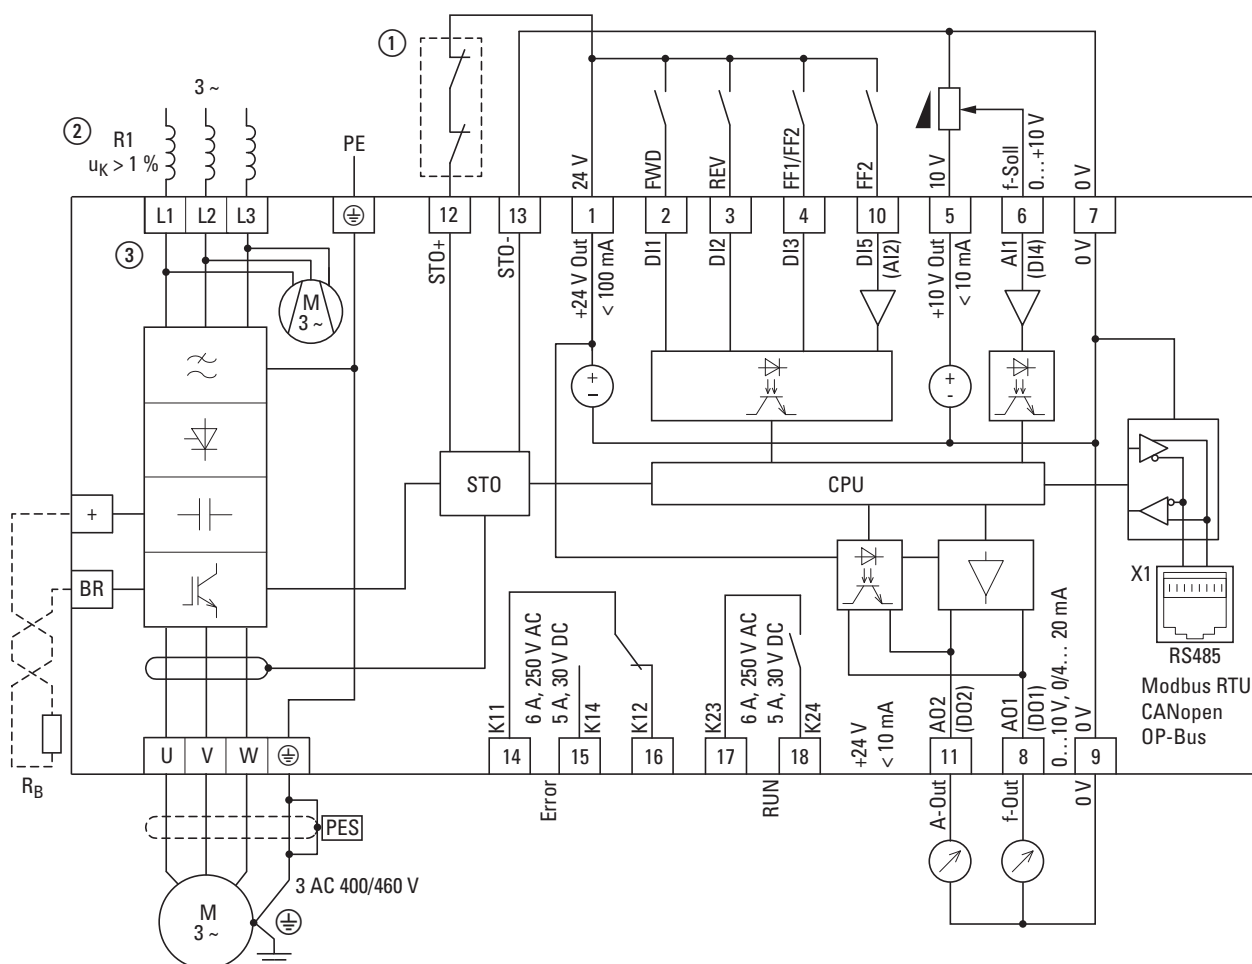 ①
3 ~
②
R1
uK > 1 %
PE
24 V
FWD
REV
FF1/FF2
FF2
10 V
f-Soll
0…+10 V
0 V
L1
L2
L3
12
13
1
2
3
4
10
5
6
7
③
STO+
STO-
+24 V Out
< 100 mA
DI1
DI2
DI3
DI5
(AI2)
+10 V Out
< 10 mA
AI1
(DI4)
0 V
M
3 ~
+
−
+
-
STO
CPU
+
BR
X1
RS485
Modbus RTU
CANopen
OP-Bus
K11
6 A, 250 V AC
5 A, 30 V DC
K14
K12
K23
6 A, 250 V AC
5 A, 30 V DC
K24
+24 V
< 10 mA
AO2
(DO2)
AO1
(DO1)
0…10 V, 0/4… 20 mA
0 V
U
V
W
14
15
16
17
18
11
8
9
RB
Error
RUN
A-Out
f-Out
0 V
PES
3 AC 400/460 V
M
3 ~